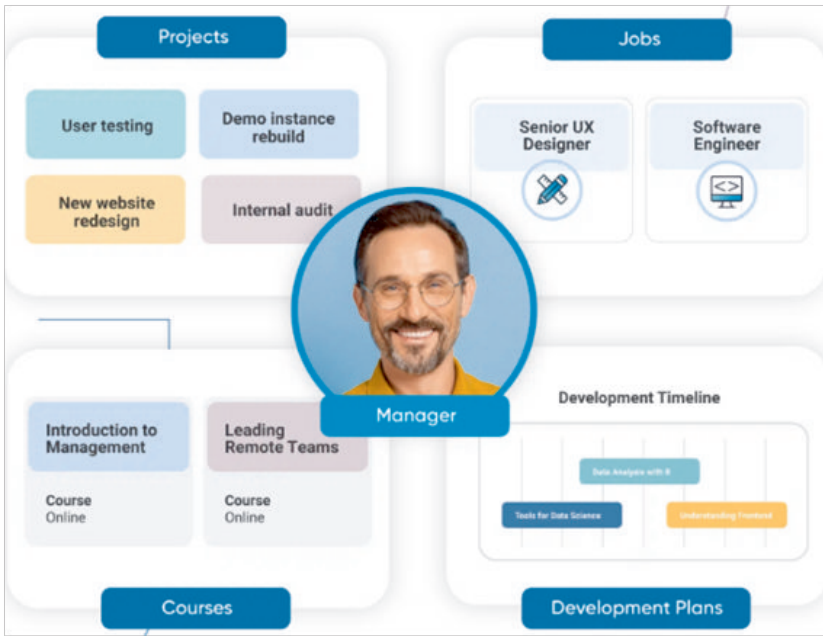 Projects
User testing
Demo instance
rebuild
New website
redesign
Internal audit
Jobs
Senior UX
Designer
Software
Engineer
<>
Manager
Introduction to
Management
Course
Online
Leading
Remote Teams
Course
Online
Courses
Development Timeline
Data Analysis with R
Tools for Data Science
Understanding Frontend
Development Plans